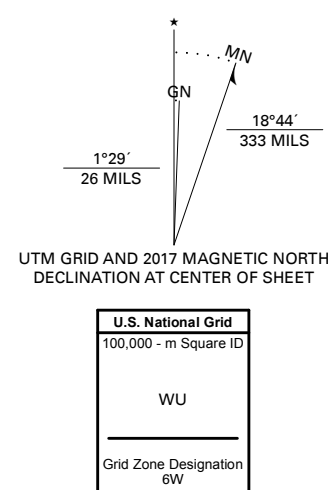 ★
MN
GN
18°44´
333 MILS
1°29´
26 MILS
UTM GRID AND 2017 MAGNETIC NORTH
DECLINATION AT CENTER OF SHEET
U.S. National Grid
100,000 - m Square ID
WU
Grid Zone Designation
6W